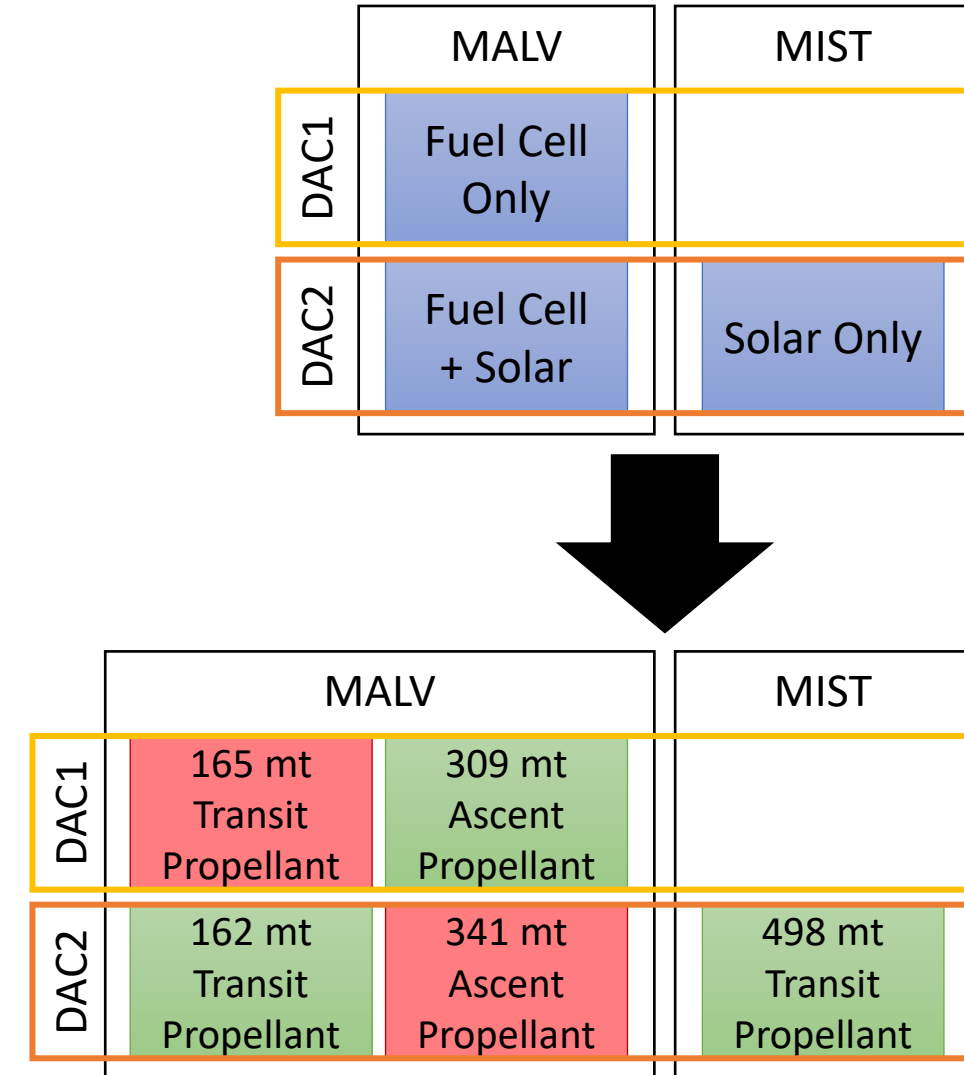 MALV
MIST
DAC1
Fuel Cell
Only
DAC2
Fuel Cell
+ Solar
Solar Only
MALV
MIST
DAC1
165 mt
Transit
Propellant
309 mt
Ascent
Propellant
DAC2
162 mt
Transit
Propellant
341 mt
Ascent
Propellant
498 mt
Transit
Propellant